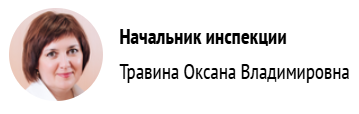 Начальник инспекции
Травина Оксана Владимировна